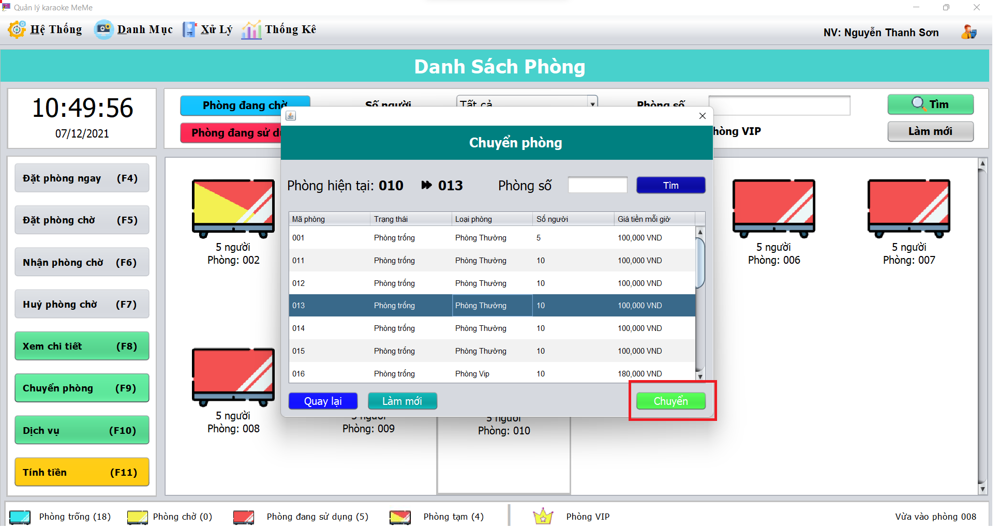 Quản lý karaoke MeMe
Hệ Thống Danh Mục Xử Lý Thống Kê
NV: Nguyễn Thanh Sơn
Danh Sách Phòng
10:49:56
07/12/2021
Phòng đang chờ
Số người
Tất cả
Phòng số
Tìm
Phòng đang sử
VIP
Làm mới
Đặt phòng ngay (F4)
Đặt phòng chờ (F5)
Nhận phòng chờ (F6)
Huỷ phòng chờ (F7)
Xem chi tiết (F8)
Chuyển phòng (F9)
Dịch vụ (F10)
Tính tiền (F11)
5 người
Phòng: 002
5 người
Phòng: 006
5 người
Phòng: 007
5 người
Phòng: 008
5 người
Phòng: 009
5 người
Phòng: 010
Chuyển phòng
Phòng hiện tại: 010 013
Phòng số
Tìm
Mã phòng Trạng thái Loại phòng Số người Giá tiền mỗi giờ
001 Phòng trống Phòng Thường 5 100,000 VND
011 Phòng trống Phòng Thường 10 100,000 VND
012 Phòng trống Phòng Thường 10 100,000 VND
013 Phòng trống Phòng Thường 10 100,000 VND
014 Phòng trống Phòng Thường 10 100,000 VND
015 Phòng trống Phòng Thường 10 100,000 VND
016 Phòng trống Phòng Vip 10 180,000 VND
Quay lại
Làm mới
Chuyển
Phòng trống (18)
Phòng chờ (0)
Phòng đang sử dụng (5)
Phòng tạm (4)
Phòng VIP
Vừa vào phòng 008